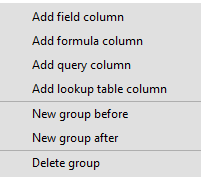 Add field column
Add formula column
Add query column
Add lookup table column
New group before
New group after
Delete group